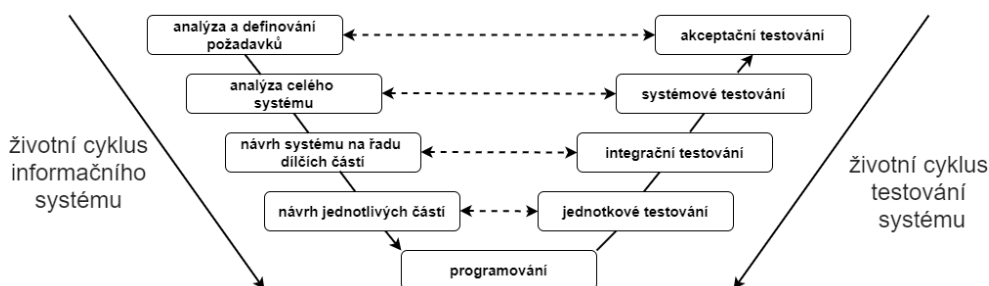 analýza a definování
požadavků
akceptační testování
analýza celého
systému
systémové testování
životní cyklus
informačního
systému
návrh systému na řadu
dílčích částí
integrační testování
životní cyklus
testování
systému
návrh jednotlivých částí
jednotkové testování
programování